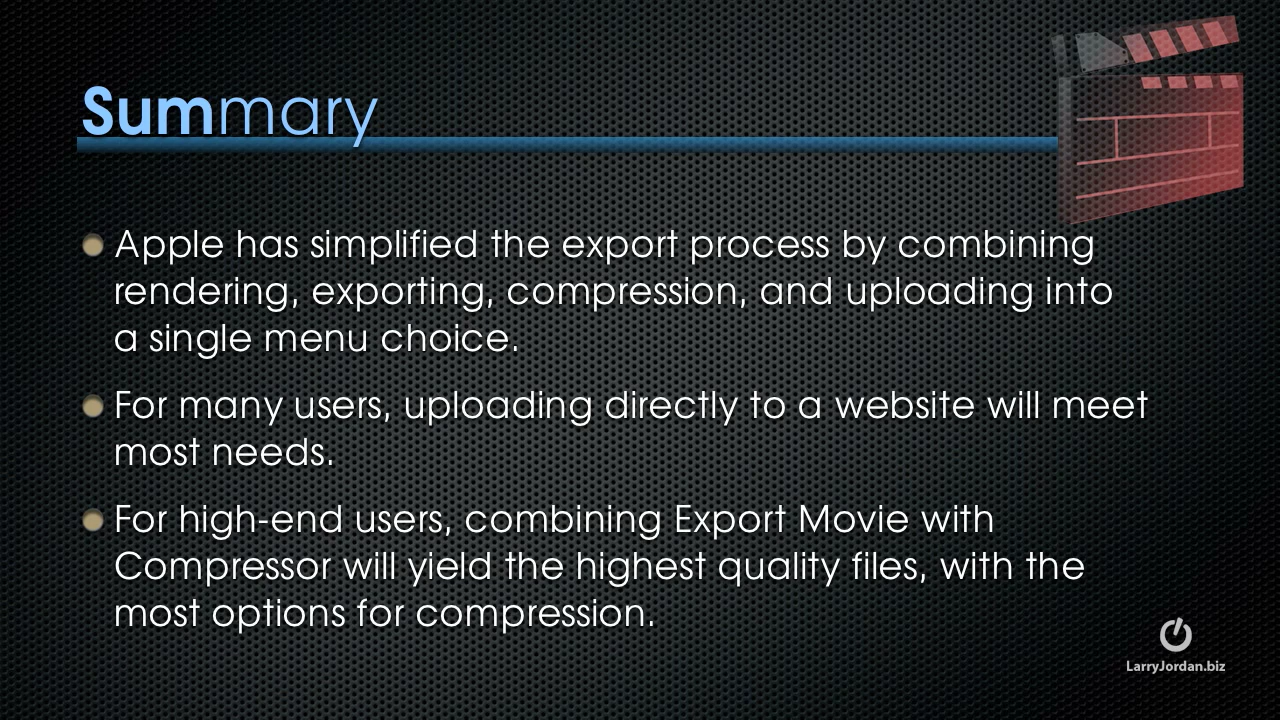 Summary
Apple has simplified the export process by combining
rendering, exporting, compression, and uploading into
a single menu choice.
For many users, uploading directly to a website will meet
most needs.
For high-end users, combining Export Movie with
Compressor will yield the highest quality files, with the
most options for compression.
LarryJordan.biz